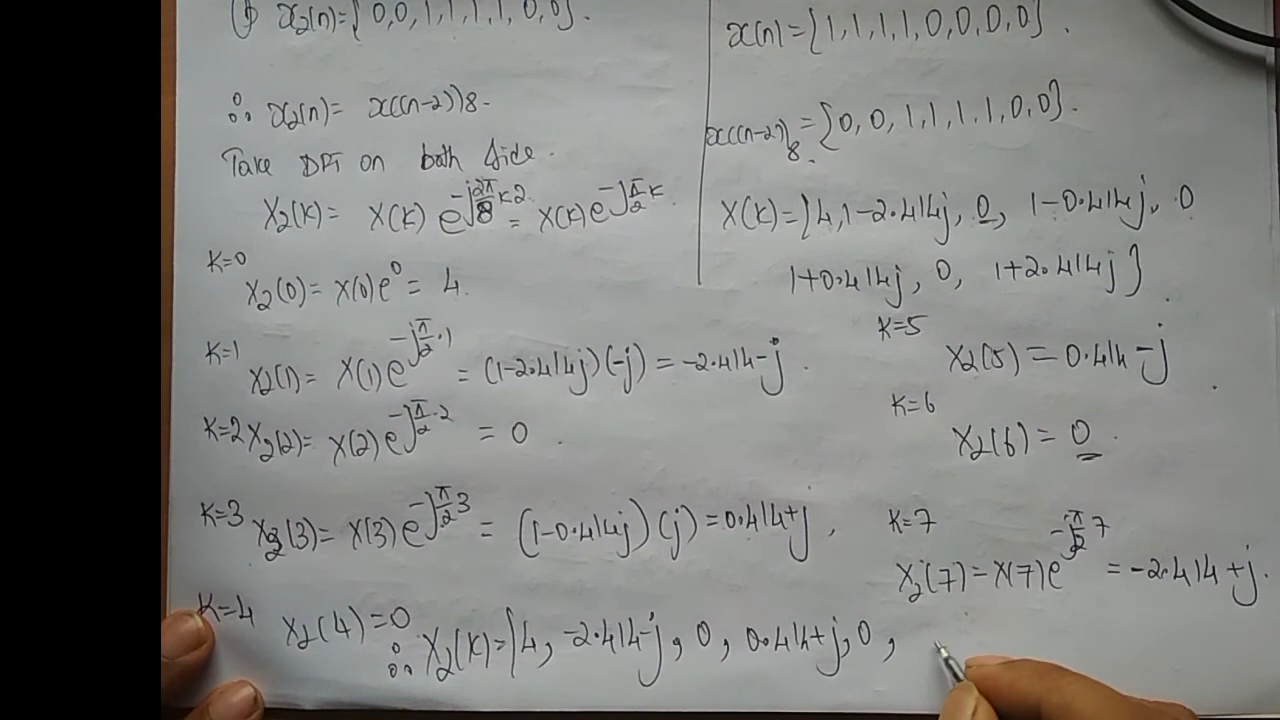 (ii) x₂(n)={0,0,1,1,1,1,0,0}.
∴ x₂(n)= x((n-2))8.
Take DFT on both side.
X₂(K)= X(K) e^(-j2π/8 K2) = X(K) e^(-jπ/2 K)
K=0
X₂(0)= X(0)e⁰= 4.
K=1
X₂(1)= X(1)e^(-jπ/2·1) = (1-2.414j)(-j) = -2.414-j.
K=2 X₂(2)= X(2)e^(-jπ/2·2) = 0.
K=3 X₂(3)= X(3)e^(-jπ/2 3) = (1-0.414j)(j)=0.414+j,
K=4 X₂(4)=0
∴ X₂(K)={4, -2.414-j, 0, 0.414+j, 0,
x(n)={1,1,1,1,0,0,0,0}.
x((n-2))8.={0,0,1,1,1,1,0,0}.
X(K)={4,1-2.414j, 0, 1-0.414j, 0
1+0.414j, 0, 1+2.414j}.
K=5
X₂(5)=0.414-j
K=6
X₂(6)=0.
K=7
X₂(7)=X(7)e^(-jπ/2 7) = -2.414+j.